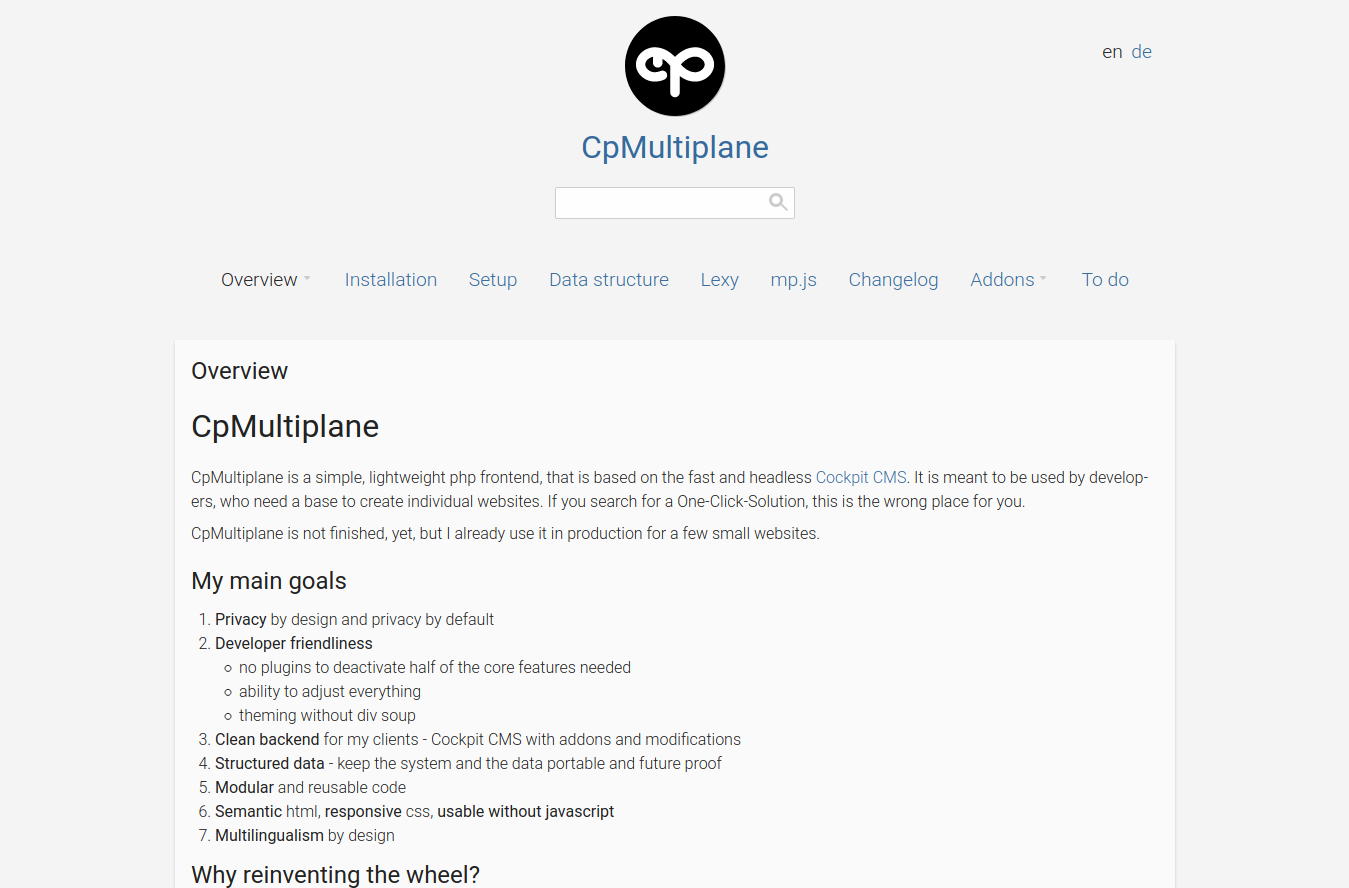 en de
CpMultiplane
Overview Installation Setup Data structure Lexy mp.js Changelog Addons To do
Overview
CpMultiplane
CpMultiplane is a simple, lightweight php frontend, that is based on the fast and headless Cockpit CMS. It is meant to be used by develop-
ers, who need a base to create individual websites. If you search for a One-Click-Solution, this is the wrong place for you.
CpMultiplane is not finished, yet, but I already use it in production for a few small websites.
My main goals
1. Privacy by design and privacy by default
2. Developer friendliness
no plugins to deactivate half of the core features needed
ability to adjust everything
theming without div soup
3. Clean backend for my clients - Cockpit CMS with addons and modifications
4. Structured data - keep the system and the data portable and future proof
5. Modular and reusable code
6. Semantic html, responsive css, usable without javascript
7. Multilingualism by design
Why reinventing the wheel?